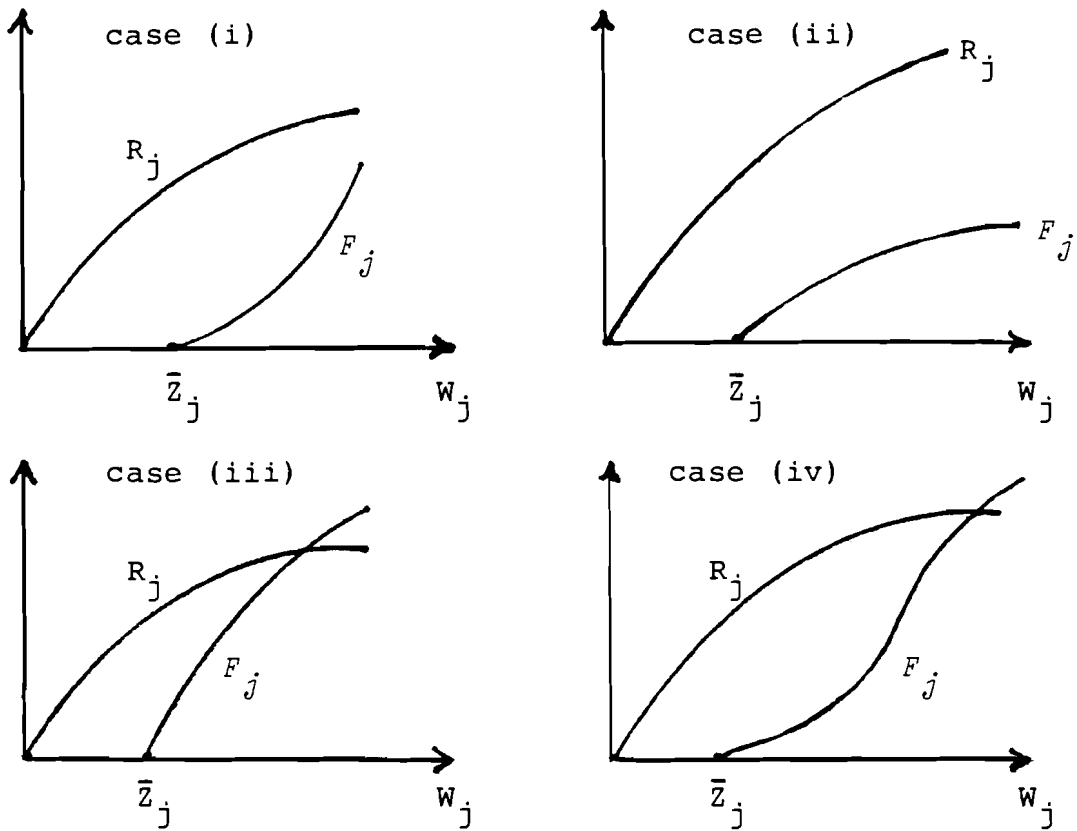 case (i)
R_j
F_j
z̄_j
W_j
case (ii)
R_j
F_j
z̄_j
W_j
case (iii)
R_j
F_j
z̄_j
W_j
case (iv)
R_j
F_j
z̄_j
W_j